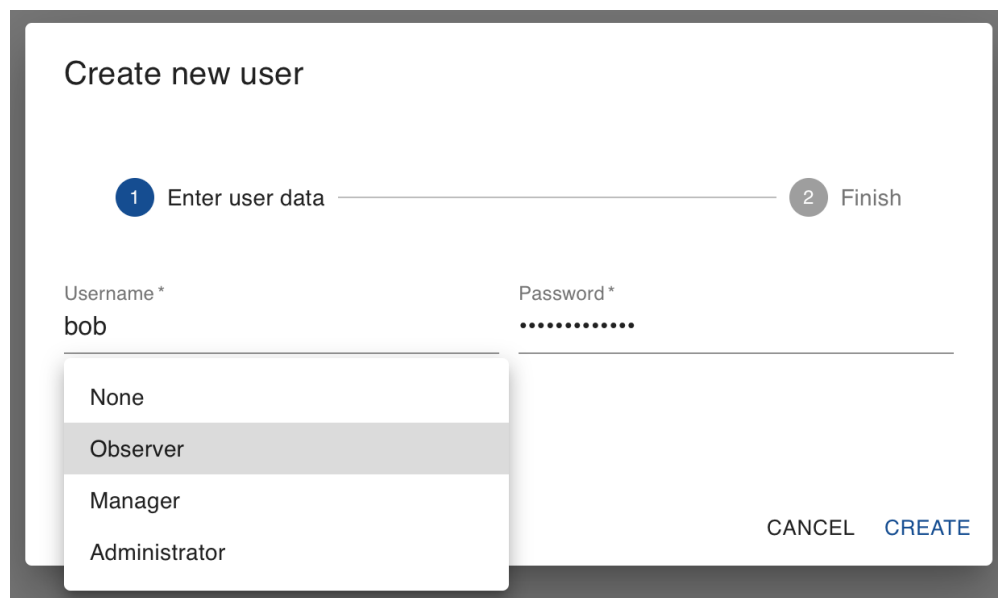 Create new user
1 Enter user data 2 Finish
Username * Password *
bob •••••••••••••
None
Observer
Manager
Administrator
CANCEL CREATE